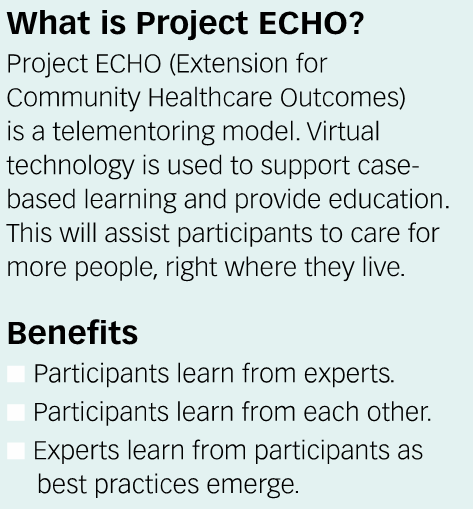 What is Project ECHO?
Project ECHO (Extension for
Community Healthcare Outcomes)
is a telementoring model. Virtual
technology is used to support case-
based learning and provide education.
This will assist participants to care for
more people, right where they live.
Benefits
Participants learn from experts.
Participants learn from each other.
Experts learn from participants as
best practices emerge.